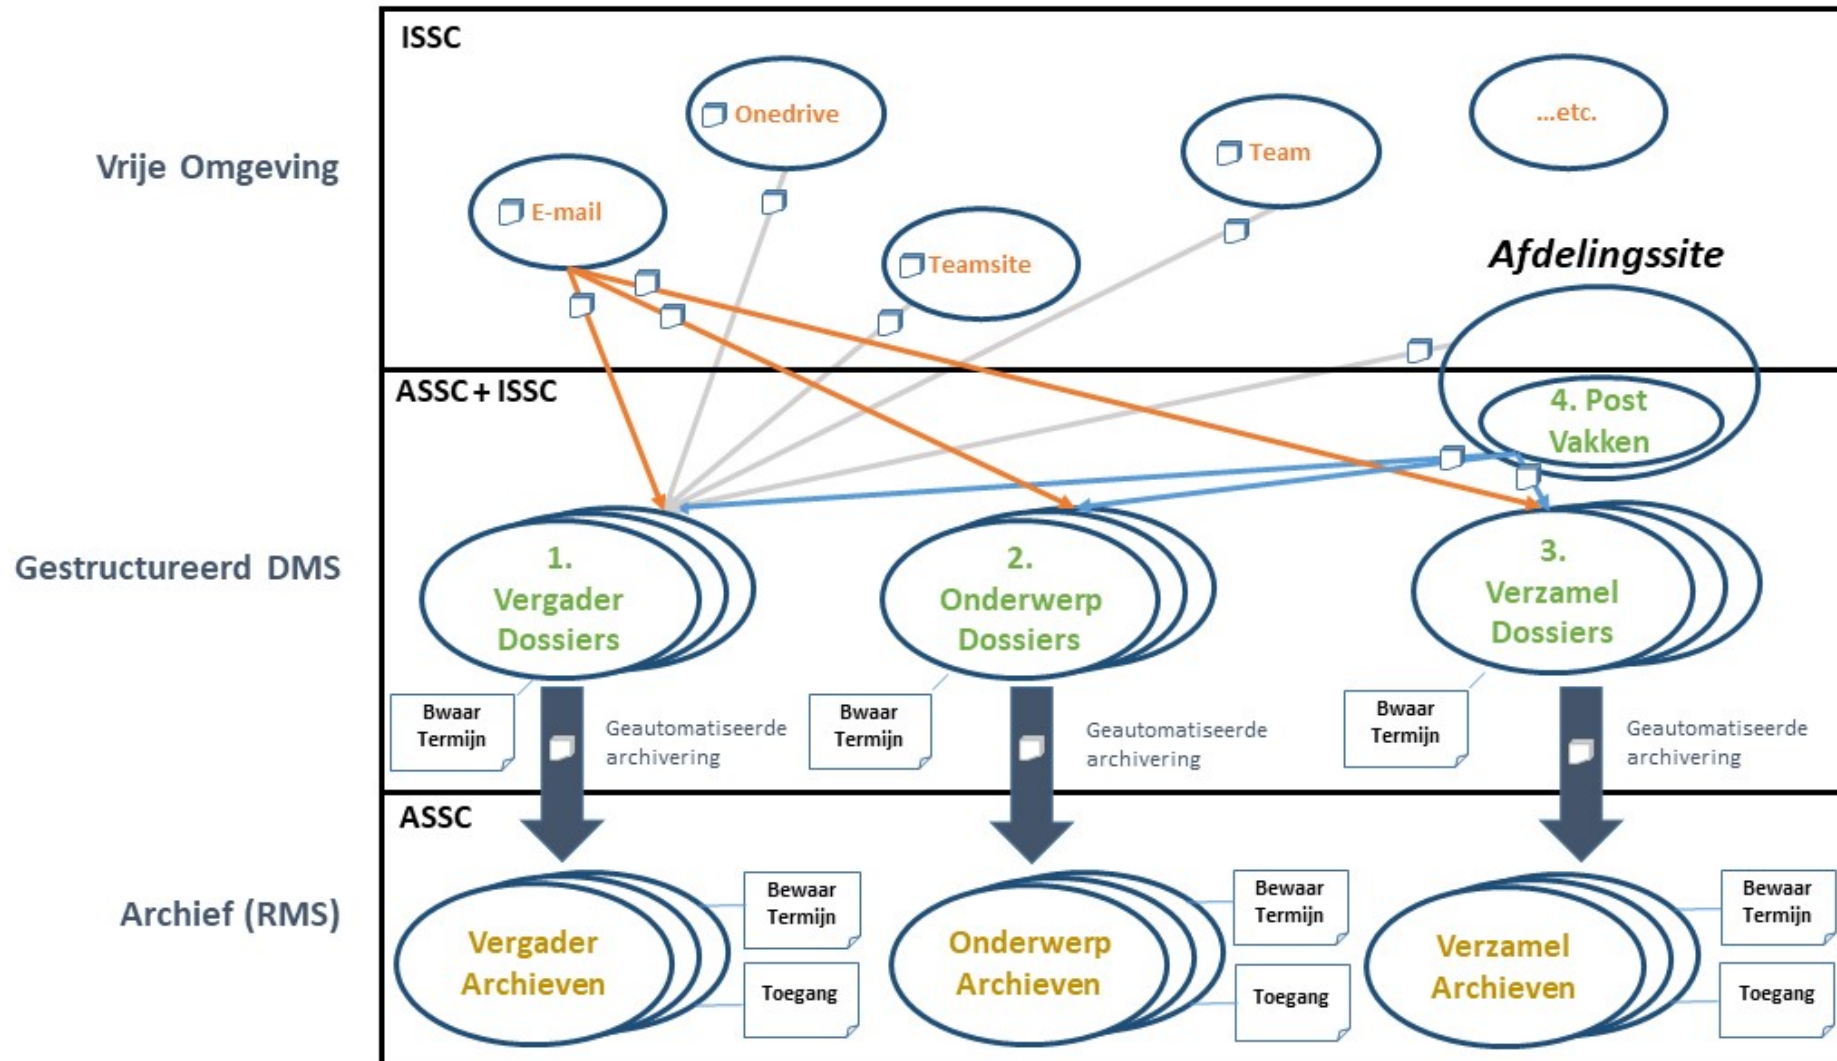 ISSC
Onedrive
...etc.
Team
Vrije Omgeving
E-mail
Afdelingssite
Teamsite
ASSC + ISSC
4. Post
Vakken
Gestructureerd DMS
1.
Vergader
Dossiers
2.
Onderwerp
Dossiers
3.
Verzamel
Dossiers
Bwaar
Termijn
Geautomatiseerde
archivering
Bwaar
Termijn
Geautomatiseerde
archivering
Bwaar
Termijn
Geautomatiseerde
archivering
ASSC
Archief (RMS)
Vergader
Archieven
Bewaar
Termijn
Toegang
Onderwerp
Archieven
Bewaar
Termijn
Toegang
Verzamel
Archieven
Bewaar
Termijn
Toegang